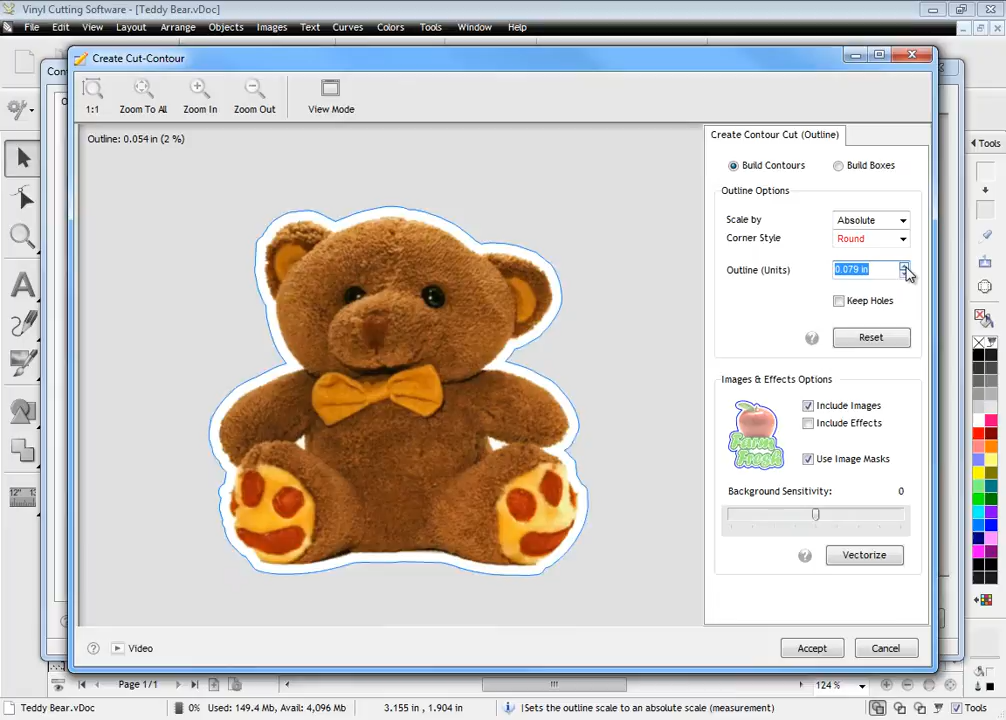 Vinyl Cutting Software - [Teddy Bear.vDoc]
File Edit View Layout Arrange Objects Images Text Curves Colors Tools Window Help
Create Cut-Contour
1:1 Zoom To All Zoom In Zoom Out View Mode
Outline: 0.054 in (2 %)
Create Contour Cut (Outline)
Build Contours Build Boxes
Outline Options
Scale by Absolute
Corner Style Round
Outline (Units) 0.079 in
Keep Holes
Reset
Images & Effects Options
Include Images
Include Effects
Farm Fresh
Use Image Masks
Background Sensitivity: 0
Vectorize
Video
Accept Cancel
Tools
12"
Page 1/1
124 %
Teddy Bear.vDoc 0% Used: 149.4 Mb, Avail: 4,096 Mb 3.155 in , 1.904 in |Sets the outline scale to an absolute scale (measurement) Tools